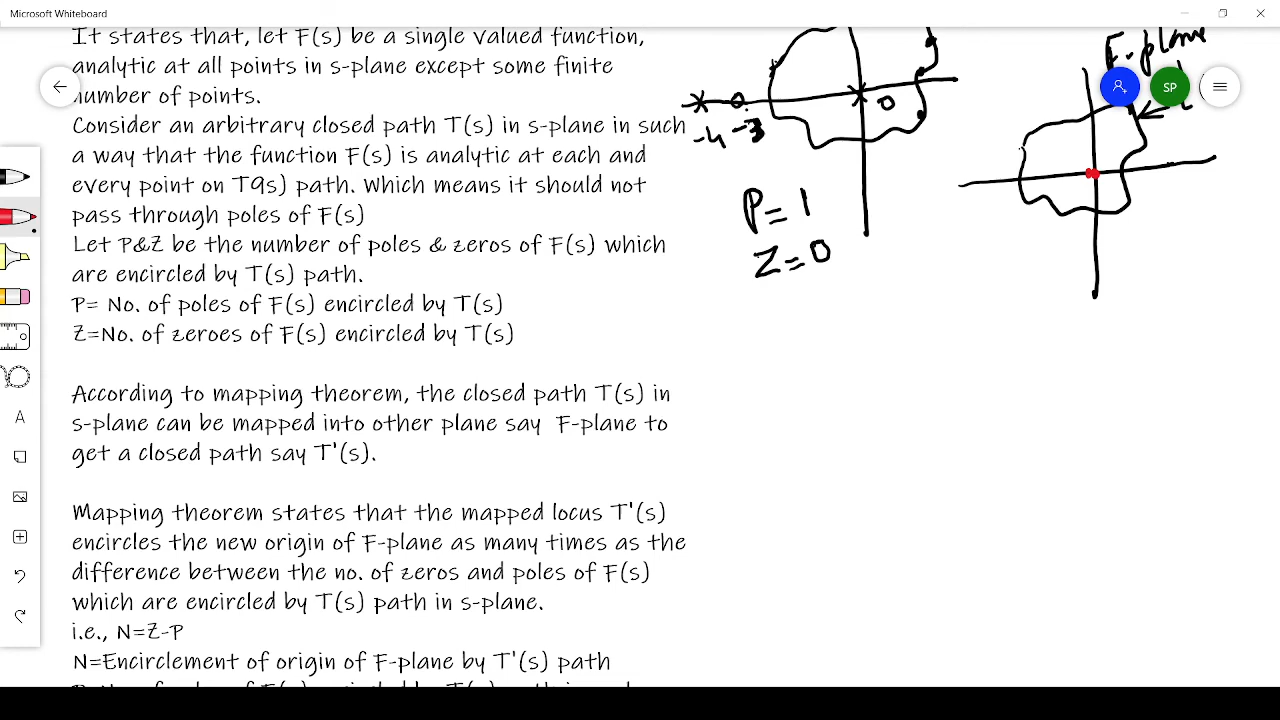 Microsoft Whiteboard
It states that, let F(s) be a single valued function,
analytic at all points in s-plane except some finite
number of points.
Consider an arbitrary closed path T(s) in s-plane in such
a way that the function F(s) is analytic at each and
every point on T9s) path. Which means it should not
pass through poles of F(s)
Let P&Z be the number of poles & zeros of F(s) which
are encircled by T(s) path.
P= No. of poles of F(s) encircled by T(s)
Z=No. of zeroes of F(s) encircled by T(s)
According to mapping theorem, the closed path T(s) in
s-plane can be mapped into other plane say F-plane to
get a closed path say T'(s).
Mapping theorem states that the mapped locus T'(s)
encircles the new origin of F-plane as many times as the
difference between the no. of zeros and poles of F(s)
which are encircled by T(s) path in s-plane.
i.e., N=Z-P
N=Encirclement of origin of F-plane by T'(s) path
-4 -3
0
P=1
Z=0
F-plane
SP
A